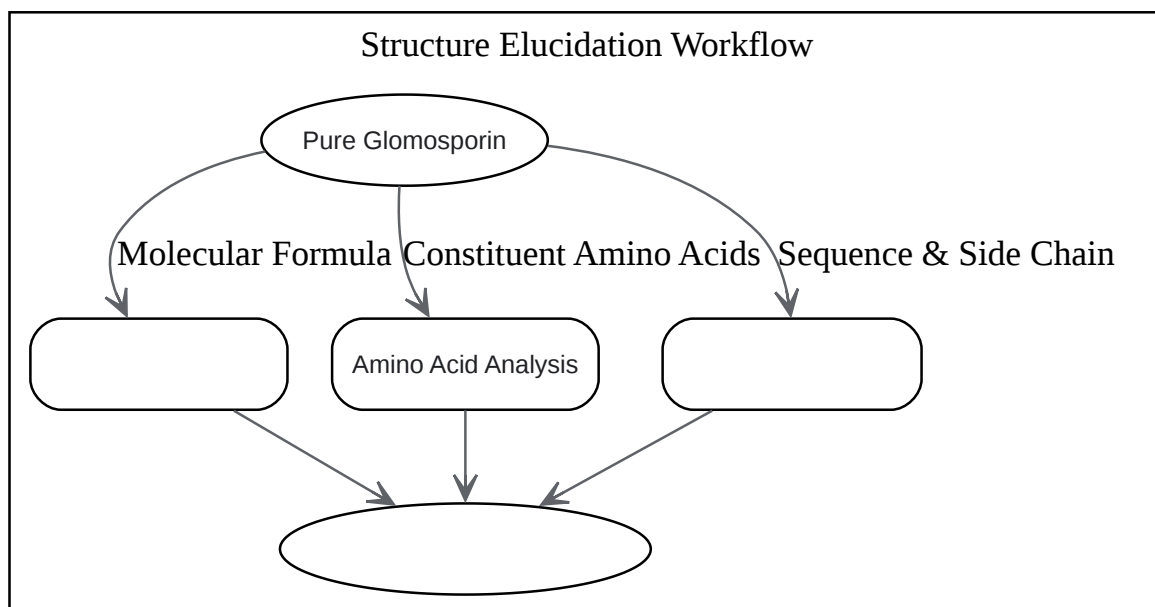 Structure Elucidation Workflow
Pure Glomosporin
Molecular Formula
Constituent Amino Acids
Sequence & Side Chain
Amino Acid Analysis